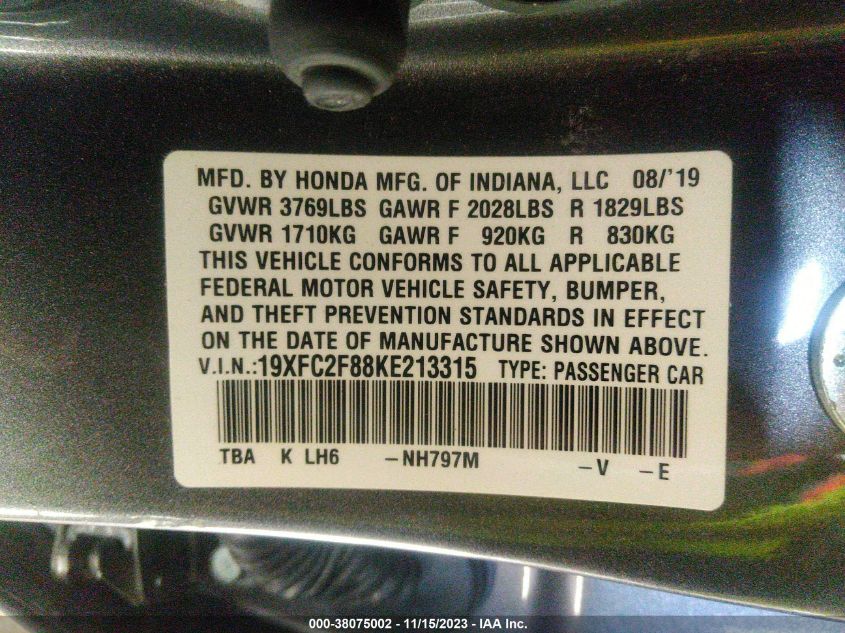 MFD. BY HONDA MFG. OF INDIANA, LLC 08/'19
GVWR 3769LBS GAWR F 2028LBS R 1829LBS
GVWR 1710KG GAWR F 920KG R 830KG
THIS VEHICLE CONFORMS TO ALL APPLICABLE
FEDERAL MOTOR VEHICLE SAFETY, BUMPER,
AND THEFT PREVENTION STANDARDS IN EFFECT
ON THE DATE OF MANUFACTURE SHOWN ABOVE.
V.I.N.:19XFC2F88KE213315 TYPE: PASSENGER CAR
TBA K LH6 -NH797M -V -E
000-38075002 - 11/15/2023 - IAA Inc.